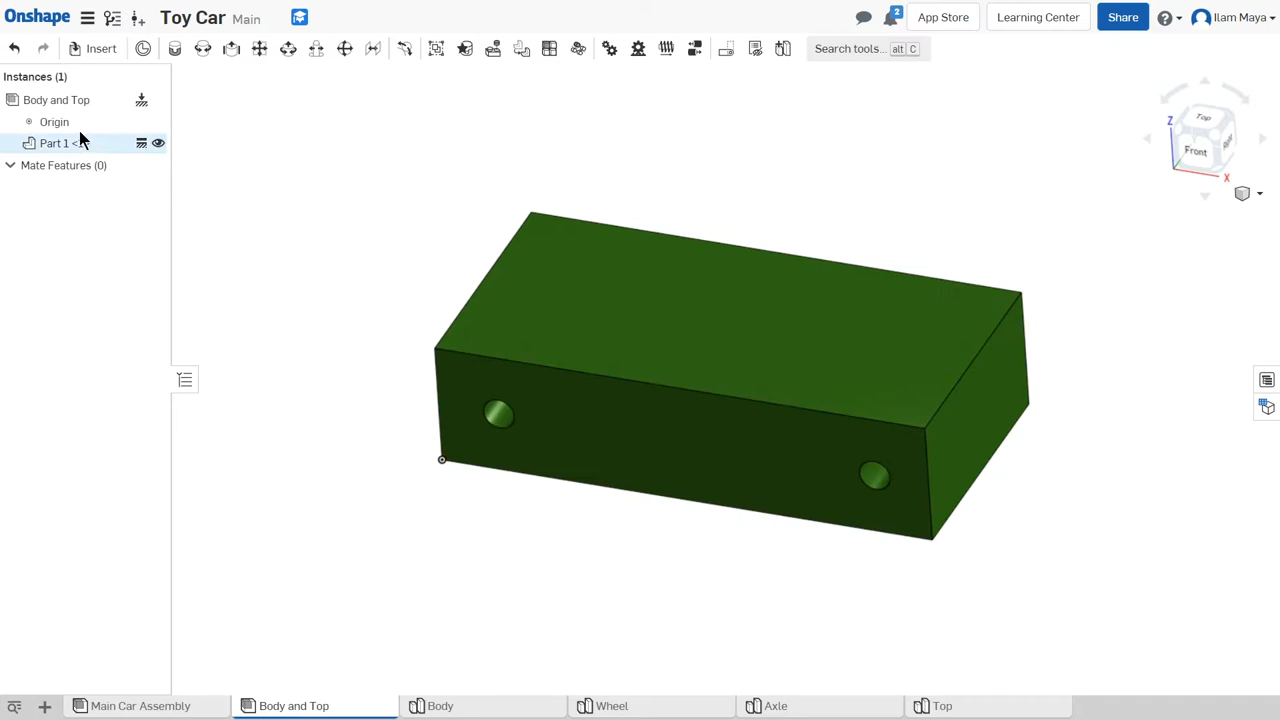 Onshape
Toy Car Main
2
App Store
Learning Center
Share
Ilam Maya
Insert
Search tools... alt C
Instances (1)
Body and Top
Origin
Part 1
Mate Features (0)
Top
Front
Right
Z
X
Main Car Assembly
Body and Top
Body
Wheel
Axle
Top